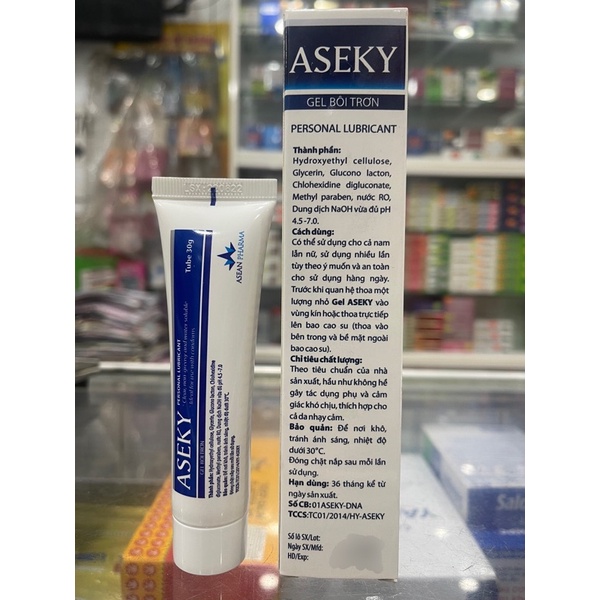 ASEKY
GEL BÔI TRƠN
PERSONAL LUBRICANT
Thành phần:
Hydroxyethyl cellulose,
Glycerin, Glucono lacton,
Chlohexidine digluconate,
Methyl paraben, nước RO,
Dung dịch NaOH vừa đủ pH
4.5 -7.0.
Cách dùng:
Có thể sử dụng cho cả nam
lẫn nữ, sử dụng nhiều lần
tùy theo ý muốn và an toàn
cho sử dụng hàng ngày.
Trước khi quan hệ thoa một
lượng nhỏ Gel ASEKY vào
vùng kín hoặc thoa trực tiếp
lên bao cao su (thoa vào
bên trong và bề mặt ngoài
bao cao su).
Chỉ tiêu chất lượng:
Theo tiêu chuẩn của nhà
sản xuất, hầu như không hề
gây tác dụng phụ và cảm
giác khó chịu, thích hợp cho
cả da nhạy cảm.
Bảo quản: Để nơi khô,
tránh ánh sáng, nhiệt độ
dưới 30°C.
Đóng chặt nắp sau mỗi lần
sử dụng.
Hạn dùng: 36 tháng kể từ
ngày sản xuất.
Số CB: 01ASEKY-DNA
TCCS:TC01/2014/HY-ASEKY
Số lô SX/Lot:
Ngày SX/Mfd:
HD/Exp:
Tube 30g
ASEAN PHARMA
ASEKY
PERSONAL LUBRICANT
GEL BÔI TRƠN